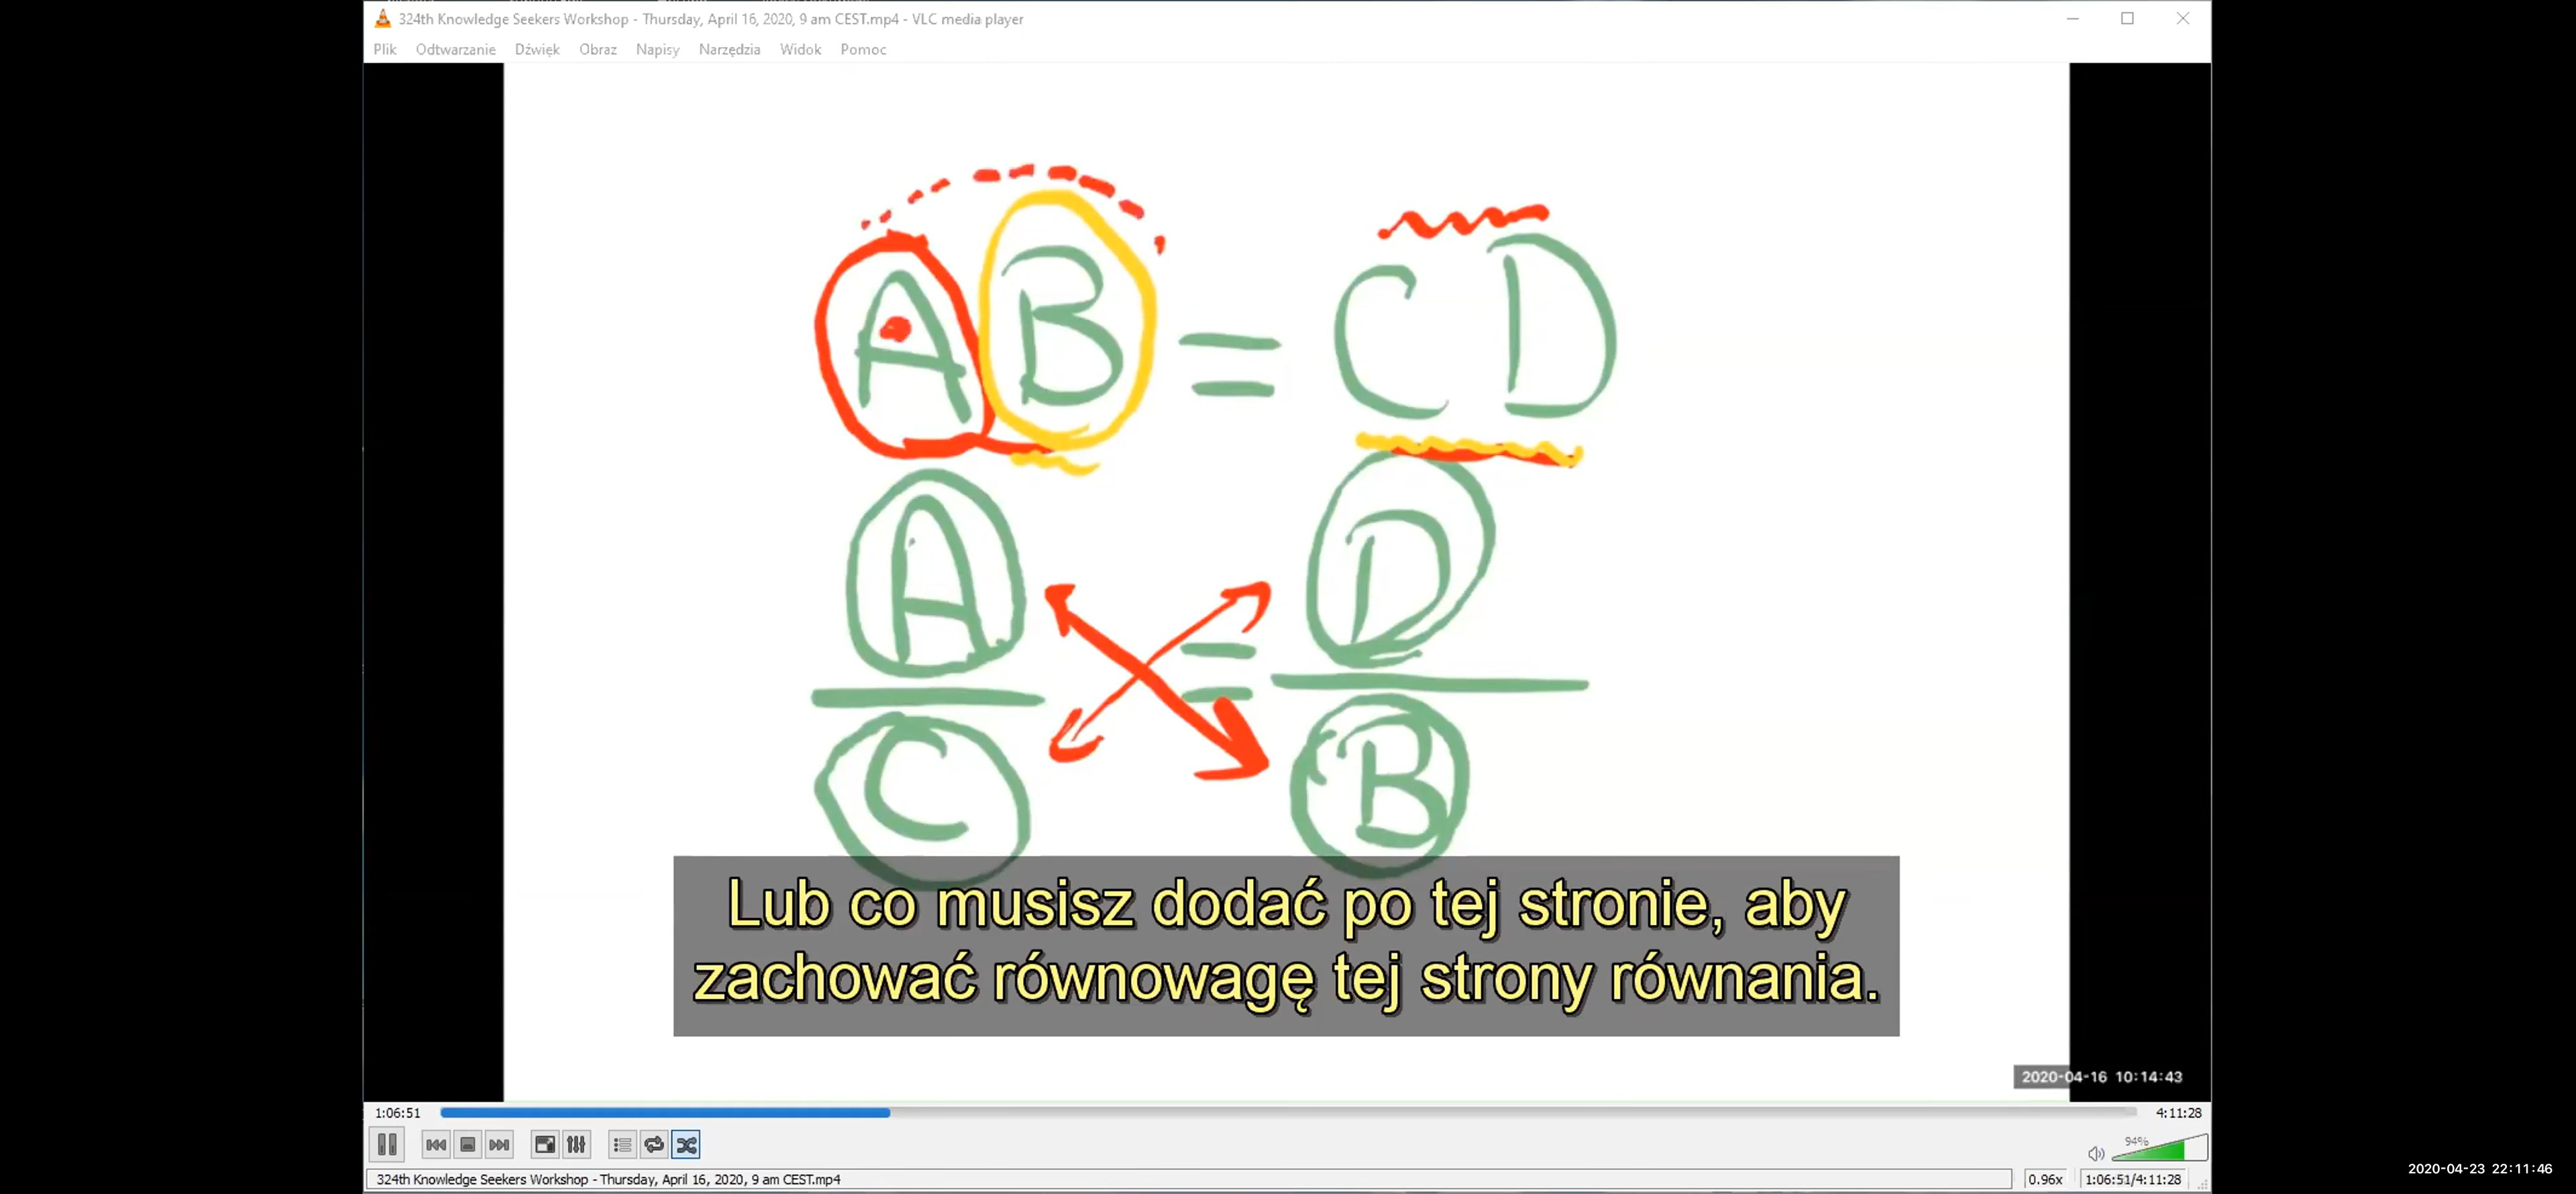 324th Knowledge Seekers Workshop - Thursday, April 16, 2020, 9 am CEST.mp4 - VLC media player
Plik Odtwarzanie Dźwięk Obraz Napisy Narzędzia Widok Pomoc
A B = C D
A = D
C B
Lub co musisz dodać po tej stronie, aby
zachować równowagę tej strony równania.
2020-04-16 10:14:43
1:06:51 4:11:28
94%
324th Knowledge Seekers Workshop - Thursday, April 16, 2020, 9 am CEST.mp4 0.96x 1:06:51/4:11:28
2020-04-23 22:11:46